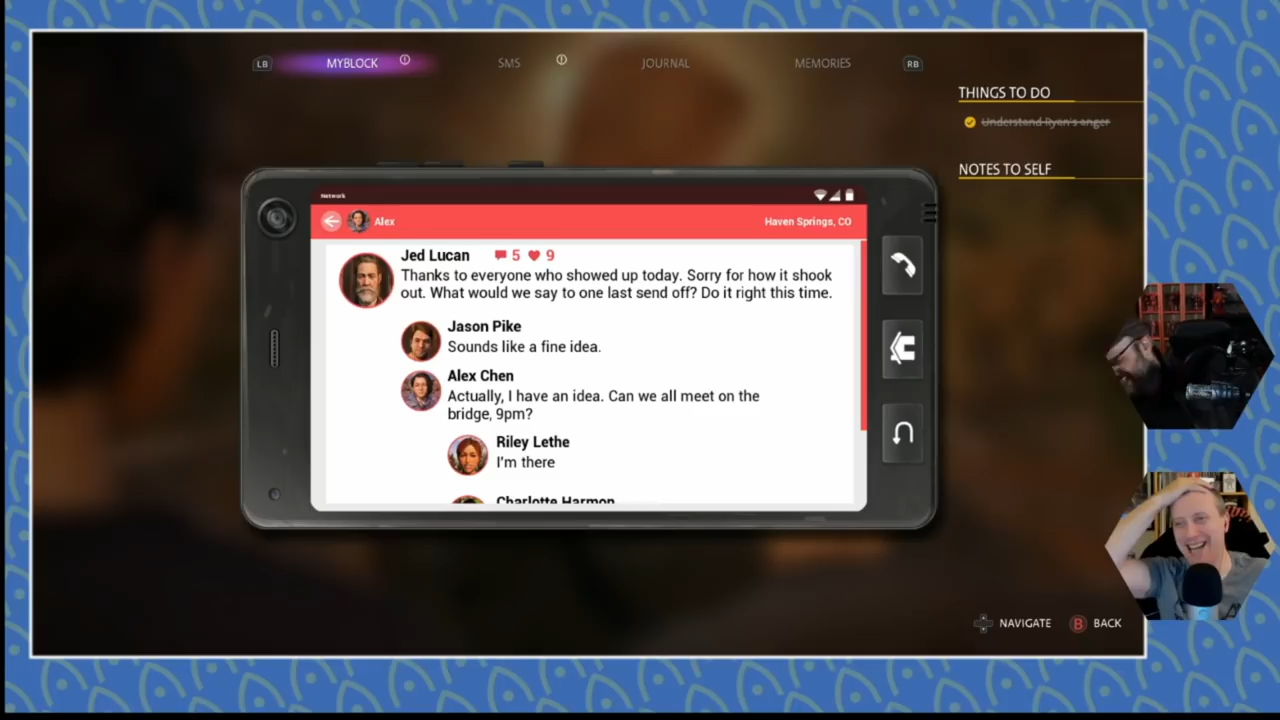 LB MYBLOCK SMS JOURNAL MEMORIES RB
THINGS TO DO
Understand Ryan's anger
NOTES TO SELF
Network
Alex Haven Springs, CO
Jed Lucan 5 9
Thanks to everyone who showed up today. Sorry for how it shook
out. What would we say to one last send off? Do it right this time.
Jason Pike
Sounds like a fine idea.
Alex Chen
Actually, I have an idea. Can we all meet on the
bridge, 9pm?
Riley Lethe
I'm there
Charlotte Harmon
NAVIGATE B BACK